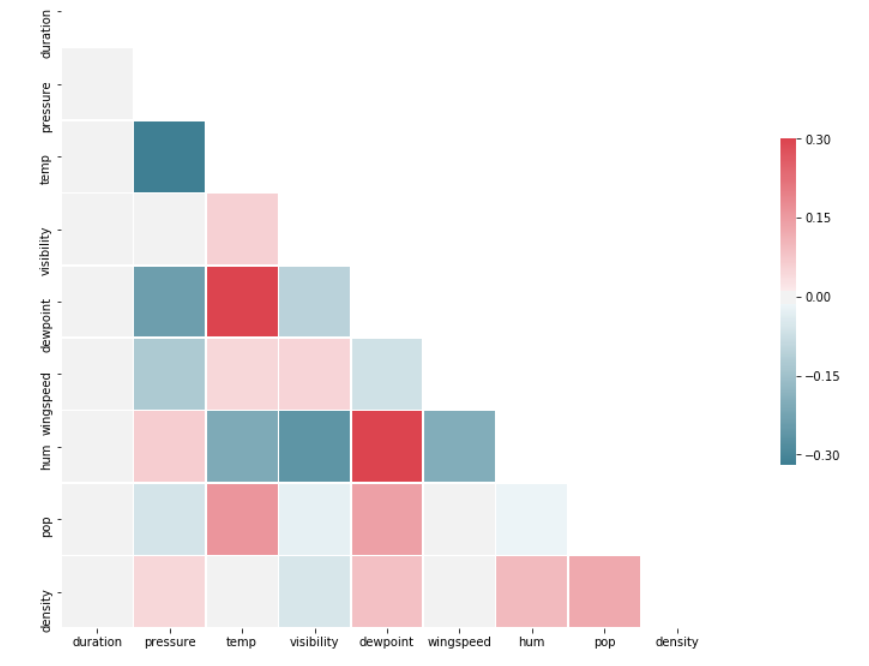 duration
pressure
temp
visibility
dewpoint
wingspeed
hum
pop
density
0.30
0.15
0.00
−0.15
−0.30
duration pressure temp visibility dewpoint wingspeed hum pop density